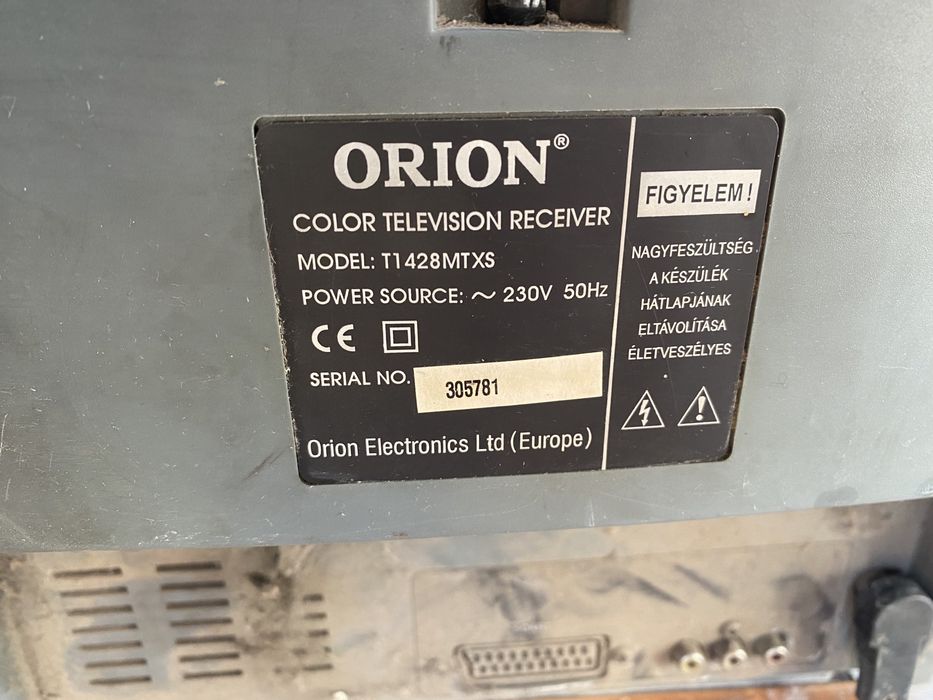 ORION®
COLOR TELEVISION RECEIVER
MODEL: T1428MTXS
POWER SOURCE: ~ 230V 50Hz
CE
SERIAL NO. 305781
Orion Electronics Ltd (Europe)
FIGYELEM!
NAGYFESZÜLTSÉG
A KÉSZÜLÉK
HÁTLAPJÁNAK
ELTÁVOLÍTÁSA
ÉLETVESZÉLYES